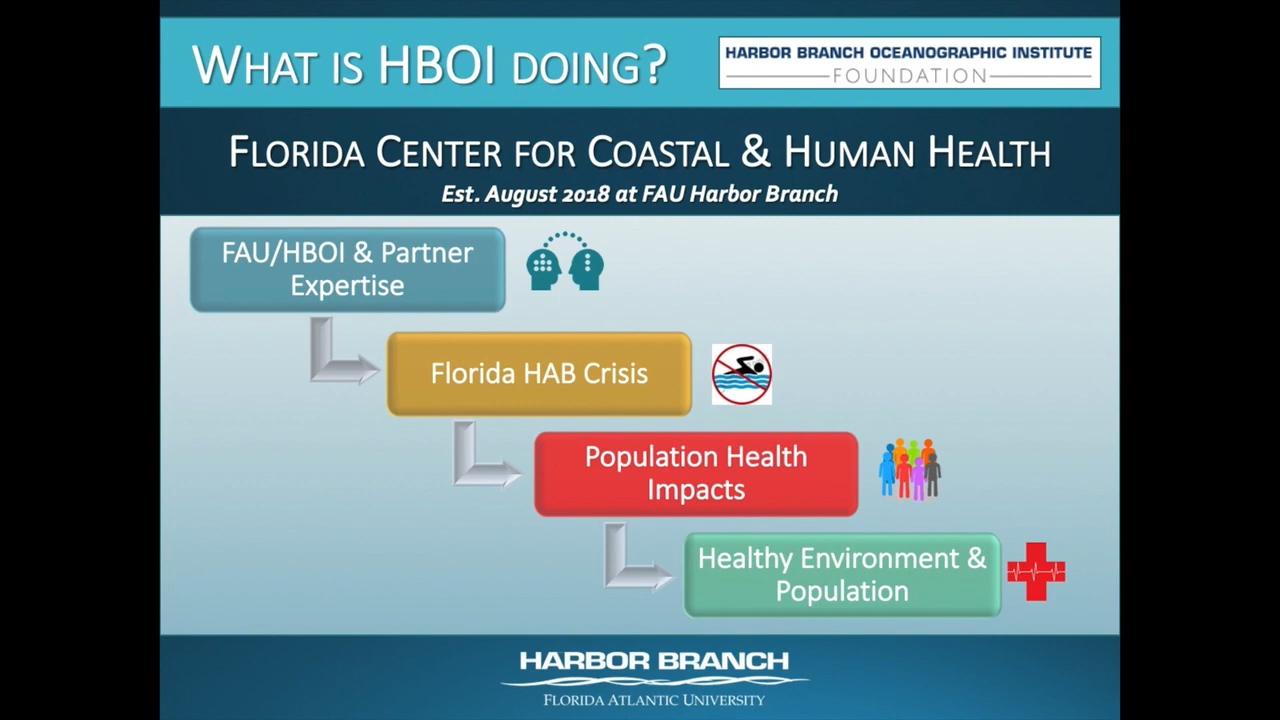 WHAT IS HBOI DOING?
HARBOR BRANCH OCEANOGRAPHIC INSTITUTE
FOUNDATION
FLORIDA CENTER FOR COASTAL & HUMAN HEALTH
Est. August 2018 at FAU Harbor Branch
FAU/HBOI & Partner
Expertise
Florida HAB Crisis
Population Health
Impacts
Healthy Environment &
Population
HARBOR BRANCH
FLORIDA ATLANTIC UNIVERSITY